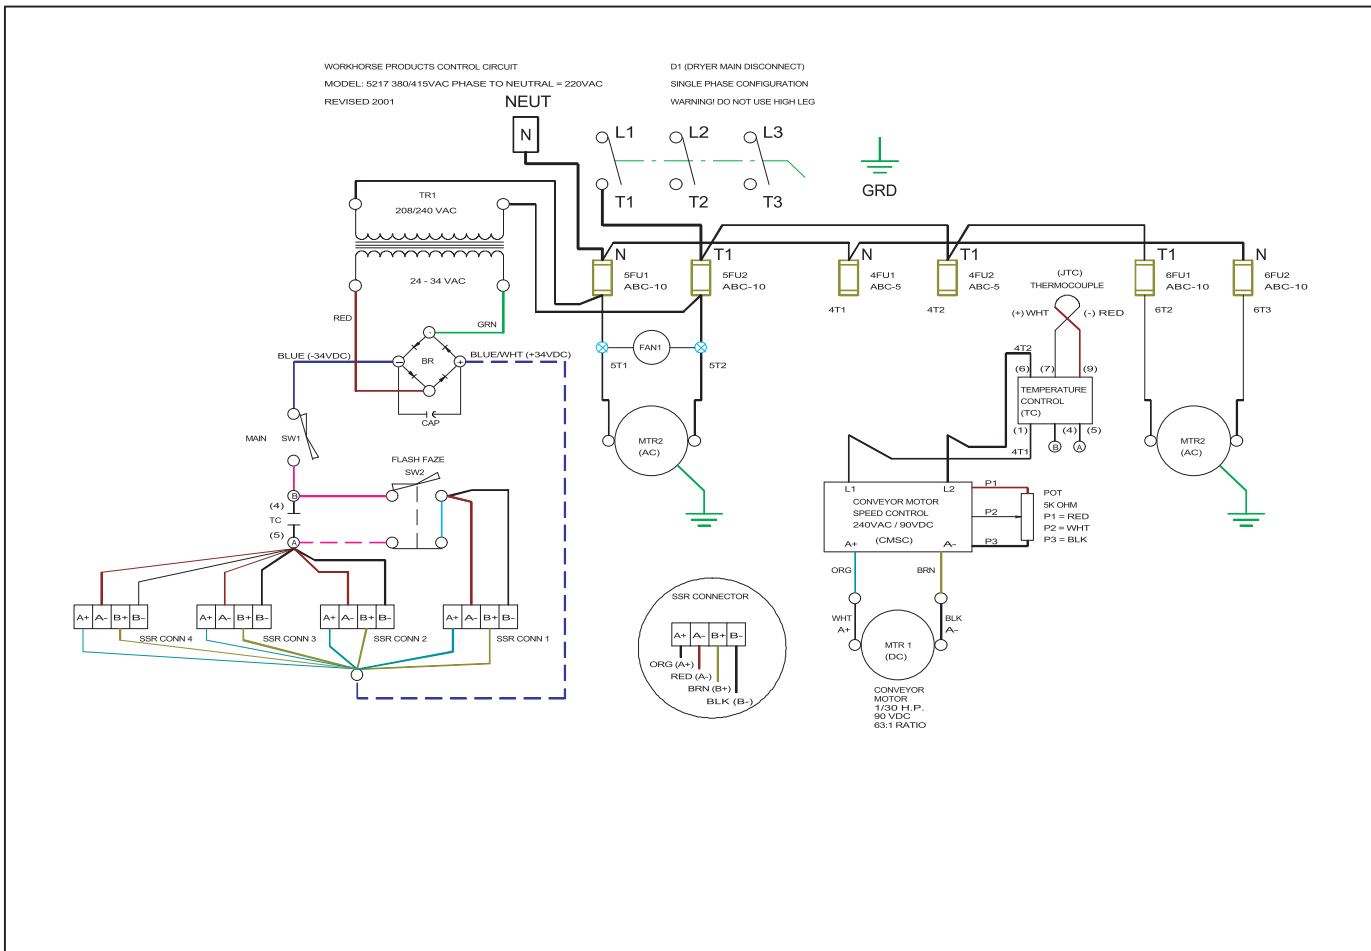 WORKHORSE PRODUCTS CONTROL CIRCUIT
MODEL: 5217 380/415VAC PHASE TO NEUTRAL = 220VAC
REVISED 2001
D1 (DRYER MAIN DISCONNECT)
SINGLE PHASE CONFIGURATION
WARNING! DO NOT USE HIGH LEG
NEUT
N
L1
L2
L3
T1
T2
T3
GRD
TR1
208/240 VAC
24 - 34 VAC
RED
GRN
N
5FU1
ABC-10
T1
5FU2
ABC-10
N
4FU1
ABC-5
4T1
T1
4FU2
ABC-5
4T2
(JTC)
THERMOCOUPLE
(+) WHT
(-) RED
T1
6FU1
ABC-10
6T2
N
6FU2
ABC-10
6T3
BLUE (-34VDC)
-
~
BR
+
BLUE/WHT (+34VDC)
CAP
FAN1
5T1
5T2
MTR2
(AC)
4T2
(6)
(7)
(9)
TEMPERATURE
CONTROL
(TC)
(1)
(4)
(5)
4T1
B
A
MTR2
(AC)
MAIN
SW1
FLASH FAZE
SW2
B
(4)
TC
(5)
A
L1
L2
CONVEYOR MOTOR
SPEED CONTROL
240VAC / 90VDC
(CMSC)
A+
A-
P1
P2
P3
POT
5K OHM
P1 = RED
P2 = WHT
P3 = BLK
ORG
BRN
WHT
A+
BLK
A-
MTR 1
(DC)
CONVEYOR
MOTOR
1/30 H.P.
90 VDC
63:1 RATIO
A+ A- B+ B-
SSR CONN 4
A+ A- B+ B-
SSR CONN 3
A+ A- B+ B-
SSR CONN 2
A+ A- B+ B-
SSR CONN 1
SSR CONNECTOR
A+ A- B+ B-
ORG (A+)
RED (A-)
BRN (B+)
BLK (B-)